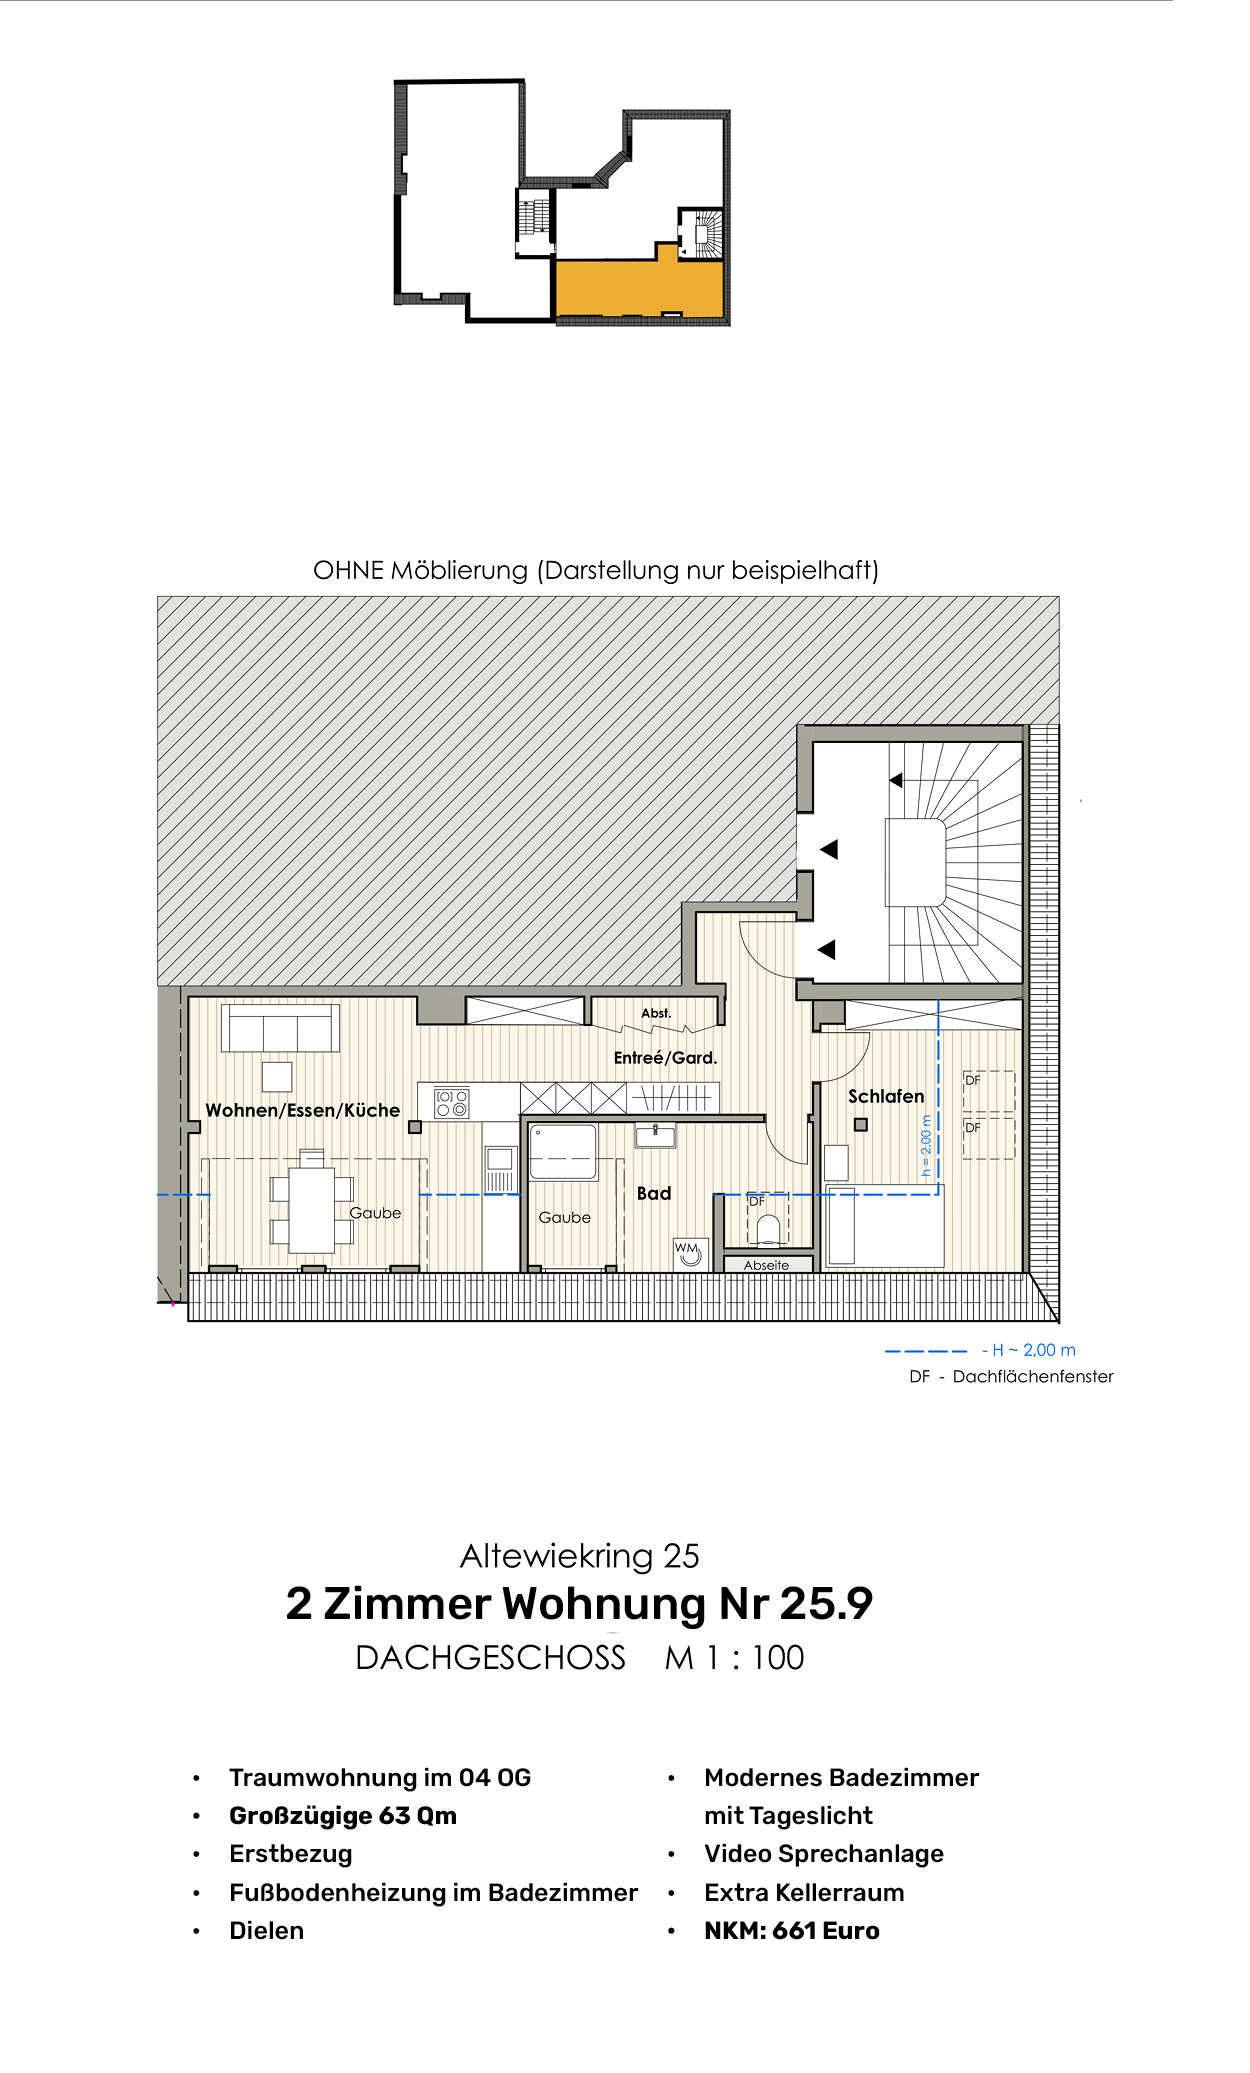 OHNE Möblierung (Darstellung nur beispielhaft)
Abst.
Entreé/Gard.
Wohnen/Essen/Küche
Schlafen
DF
DF
h = 2,00 m
Bad
DF
Gaube
Gaube
WM
Abseite
- H ~ 2,00 m
DF - Dachflächenfenster
Altewiekring 25
2 Zimmer Wohnung Nr 25.9
DACHGESCHOSS M 1 : 100
• Traumwohnung im 04 OG
• Großzügige 63 Qm
• Erstbezug
• Fußbodenheizung im Badezimmer
• Dielen
• Modernes Badezimmer
mit Tageslicht
• Video Sprechanlage
• Extra Kellerraum
• NKM: 661 Euro